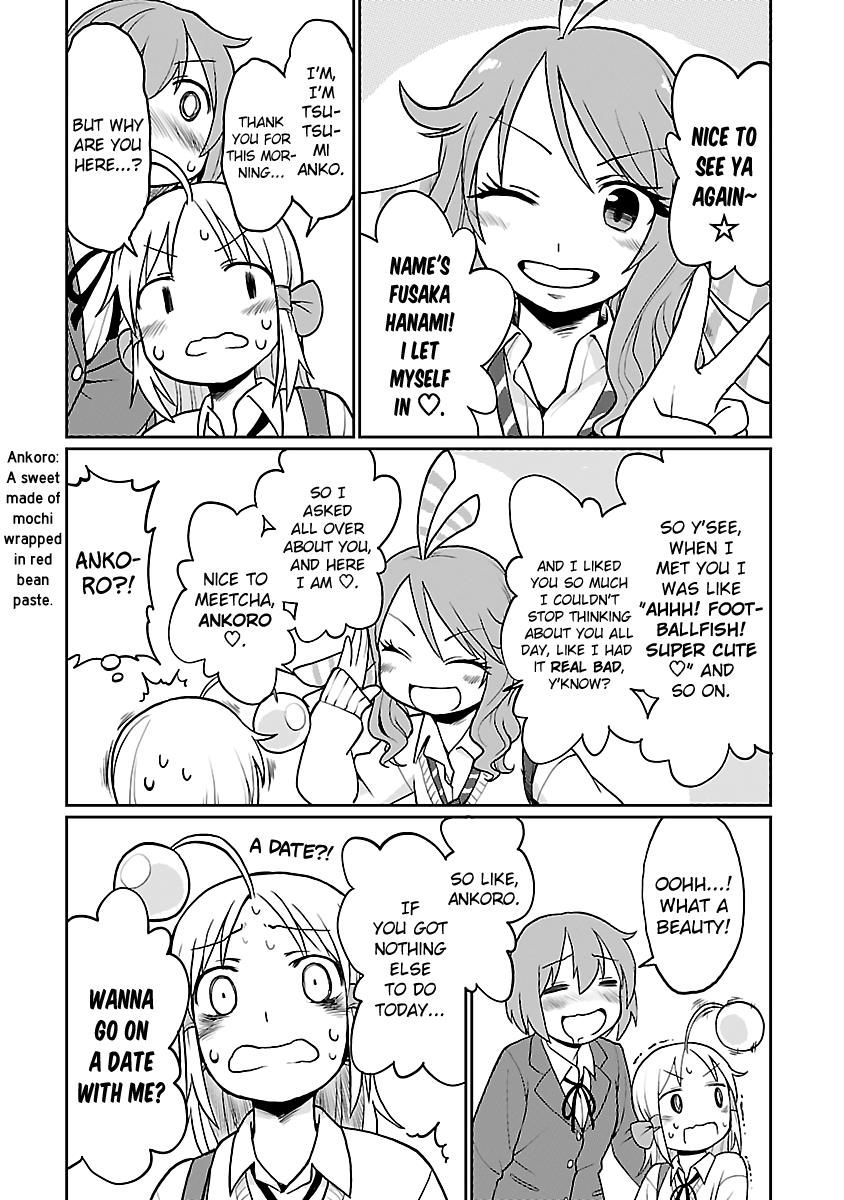 NICE TO
SEE YA
AGAIN~
☆
NAME'S
FUSAKA
HANAMI!
I LET
MYSELF
IN ♡.
I'M,
I'M
TSU-
TSU-
MI
ANKO.
THANK
YOU FOR
THIS MOR-
NING...
BUT WHY
ARE YOU
HERE...?
SO Y'SEE,
WHEN I
MET YOU I
WAS LIKE
"AHHH! FOOT-
BALLFISH!
SUPER CUTE
♡" AND
SO ON.
AND I LIKED
YOU SO MUCH
I COULDN'T
STOP THINKING
ABOUT YOU ALL
DAY, LIKE I HAD
IT REAL BAD,
Y'KNOW?
SO I
ASKED
ALL OVER
ABOUT YOU,
AND HERE
I AM ♡.
NICE TO
MEETCHA,
ANKORO
♡.
ANKO-
RO?!
Ankoro:
A sweet
made of
mochi
wrapped
in red
bean
paste.
OOHH...!
WHAT A
BEAUTY!
SO LIKE,
ANKORO.
IF
YOU GOT
NOTHING
ELSE
TO DO
TODAY...
A DATE?!
WANNA
GO ON
A DATE
WITH ME?